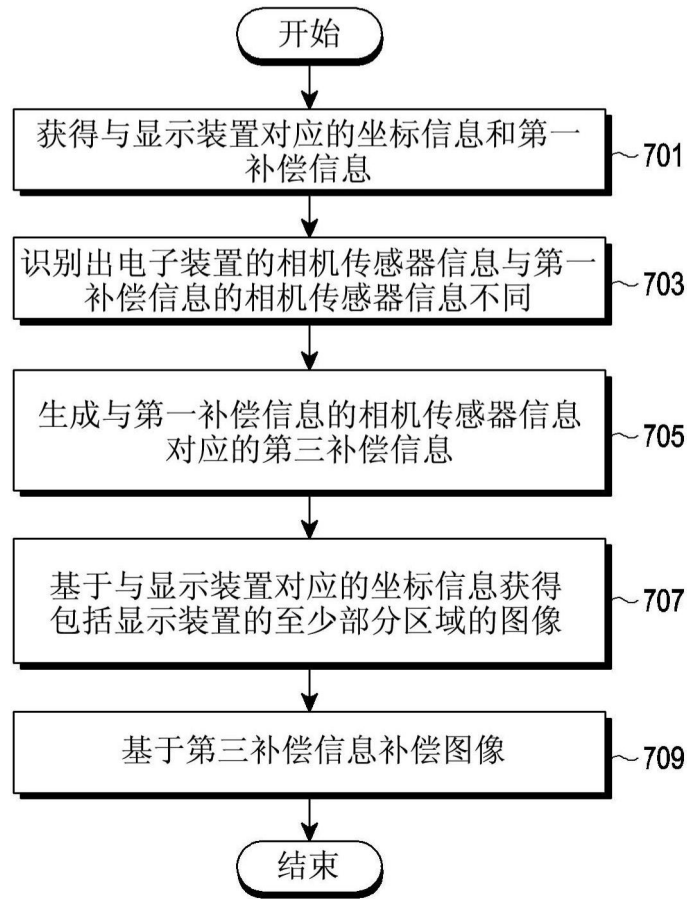 开始
获得与显示装置对应的坐标信息和第一
补偿信息
701
识别出电子装置的相机传感器信息与第一
补偿信息的相机传感器信息不同
703
生成与第一补偿信息的相机传感器信息
对应的第三补偿信息
705
基于与显示装置对应的坐标信息获得
包括显示装置的至少部分区域的图像
707
基于第三补偿信息补偿图像
709
结束